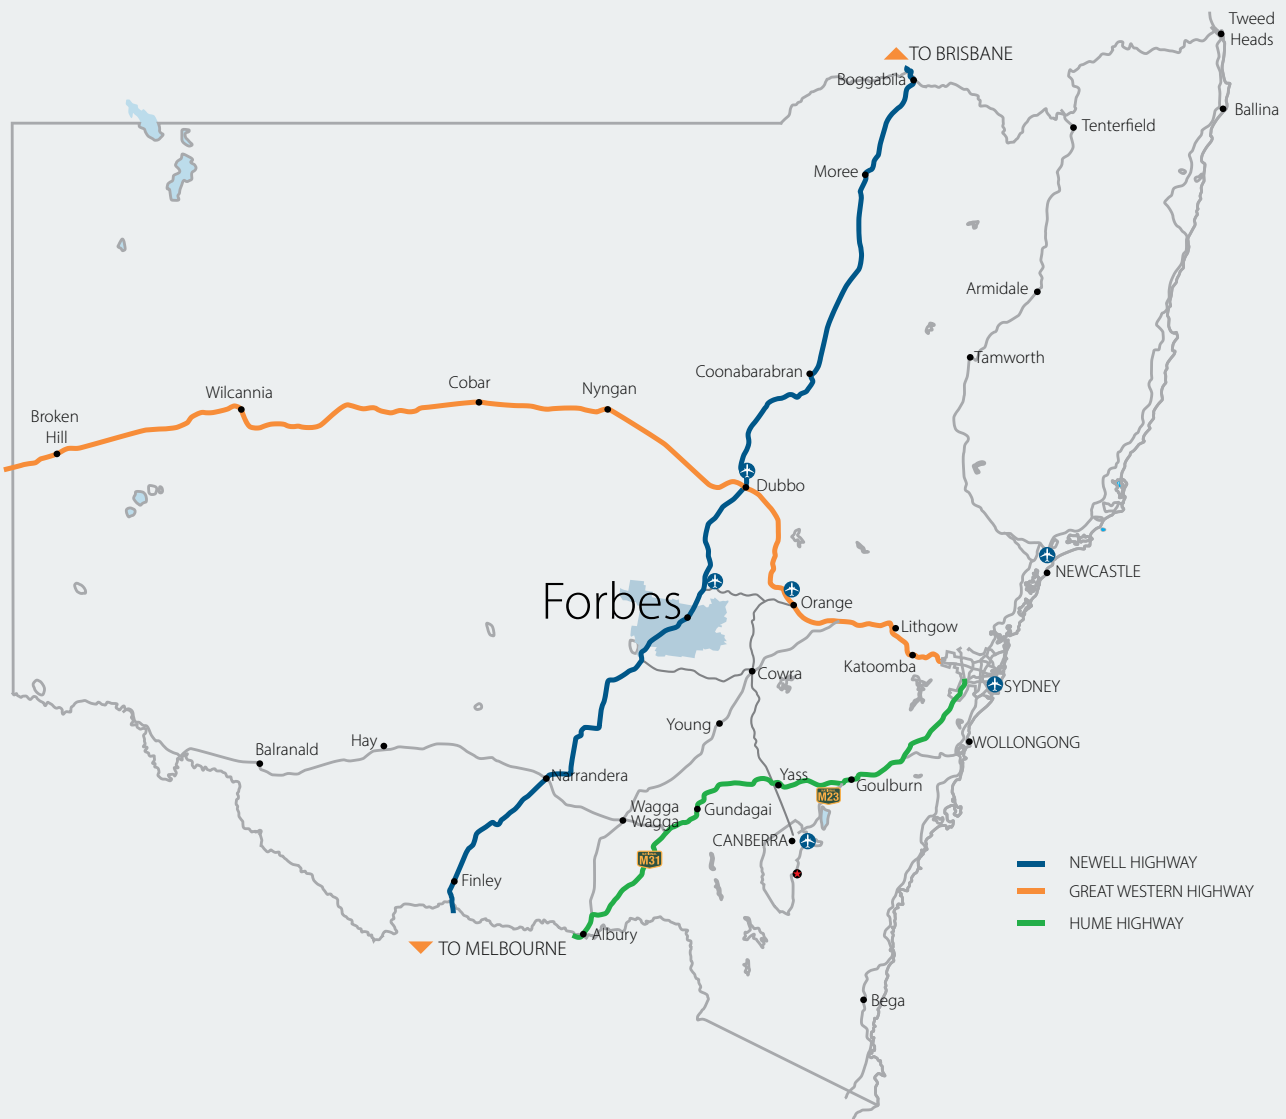 Tweed
Heads
TO BRISBANE
Boggabila
Ballina
Tenterfield
Moree
Armidale
Tamworth
Coonabarabran
Cobar
Nyngan
Wilcannia
Broken
Hill
Dubbo
NEWCASTLE
Forbes
Orange
Lithgow
Katoomba
Cowra
SYDNEY
Young
WOLLONGONG
Hay
Balranald
Narrandera
Yass
Goulburn
M23
Wagga
Wagga
Gundagai
CANBERRA
M31
Finley
NEWELL HIGHWAY
GREAT WESTERN HIGHWAY
HUME HIGHWAY
Albury
TO MELBOURNE
Bega